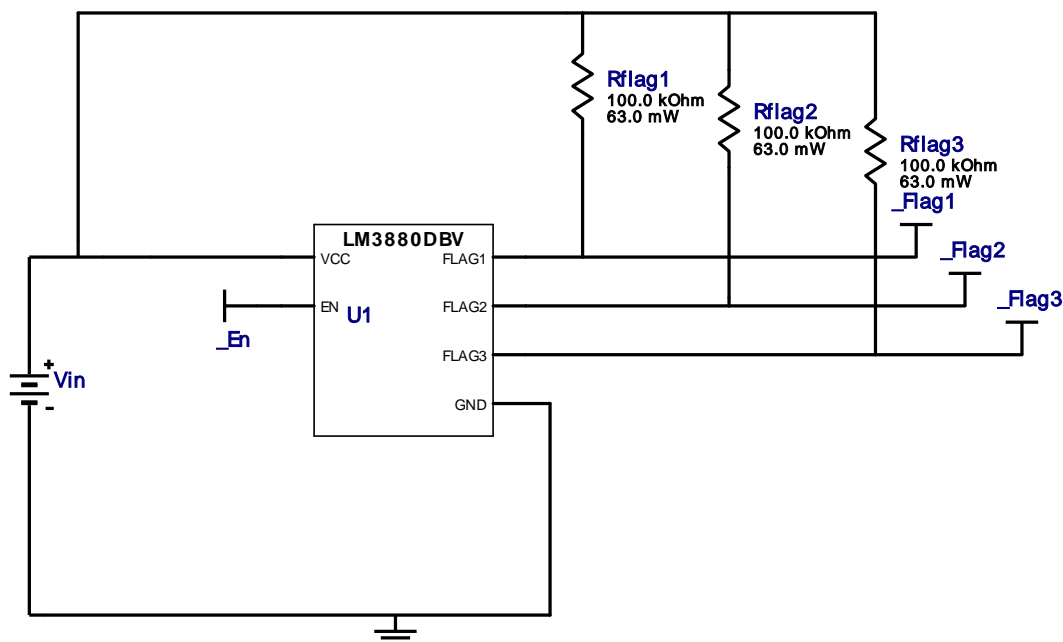 Rflag1
100.0 kOhm
63.0 mW
Rflag2
100.0 kOhm
63.0 mW
Rflag3
100.0 kOhm
63.0 mW
_Flag1
LM3880DBV
VCC
FLAG1
_Flag2
EN
U1
FLAG2
_Flag3
_En
FLAG3
+
Vin
-
GND